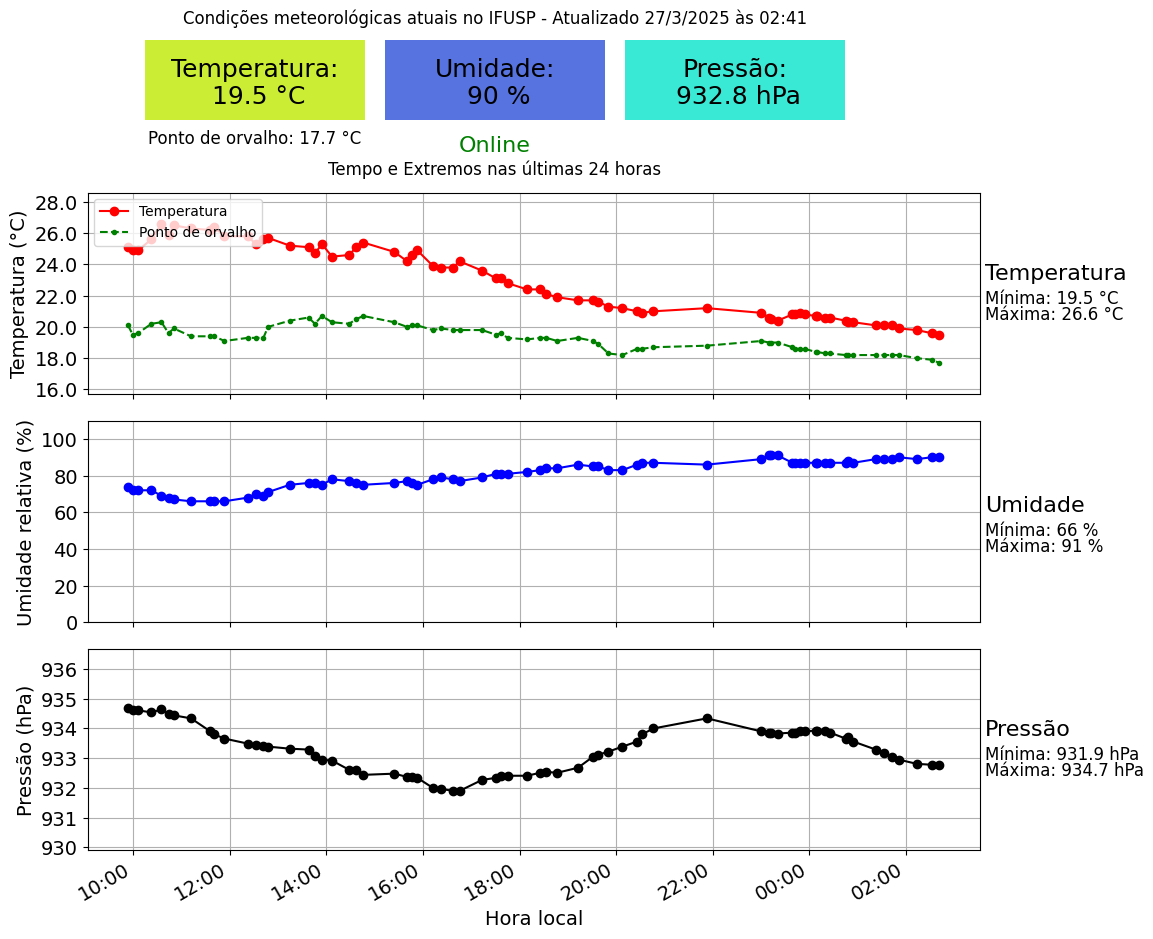 Condições meteorológicas atuais no IFUSP - Atualizado 27/3/2025 às 02:41
Temperatura:
19.5 °C
Umidade:
90 %
Pressão:
932.8 hPa
Ponto de orvalho: 17.7 °C
Online
Tempo e Extremos nas últimas 24 horas
Temperatura (°C)
28.0
26.0
24.0
22.0
20.0
18.0
16.0
Temperatura
Ponto de orvalho
Temperatura
Mínima: 19.5 °C
Máxima: 26.6 °C
Umidade relativa (%)
100
80
60
40
20
0
Umidade
Mínima: 66 %
Máxima: 91 %
Pressão (hPa)
936
935
934
933
932
931
930
Pressão
Mínima: 931.9 hPa
Máxima: 934.7 hPa
10:00
12:00
14:00
16:00
18:00
20:00
22:00
00:00
02:00
Hora local